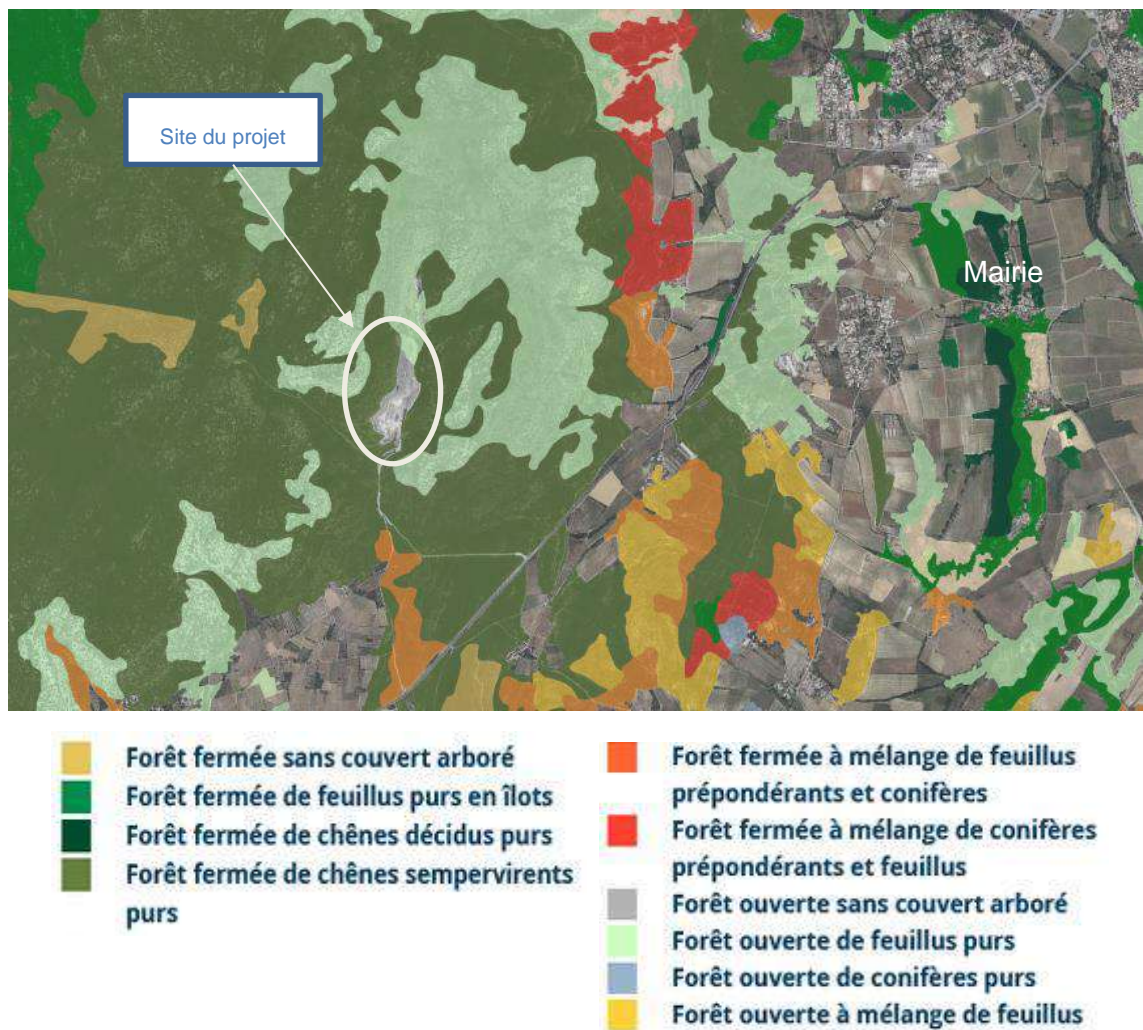 Site du projet
Mairie
Forêt fermée sans couvert arboré
Forêt fermée de feuillus purs en îlots
Forêt fermée de chênes décidus purs
Forêt fermée de chênes sempervirents
purs
Forêt fermée à mélange de feuillus
prépondérants et conifères
Forêt fermée à mélange de conifères
prépondérants et feuillus
Forêt ouverte sans couvert arboré
Forêt ouverte de feuillus purs
Forêt ouverte de conifères purs
Forêt ouverte à mélange de feuillus